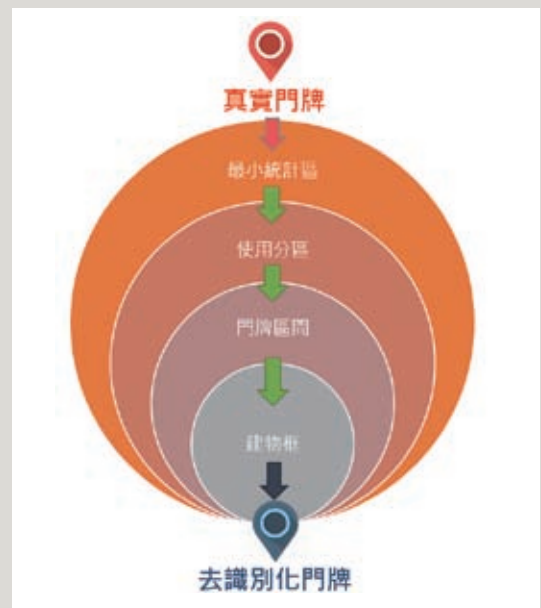 真實門牌
最小統計區
使用分區
門牌區間
建物框
去識別化門牌